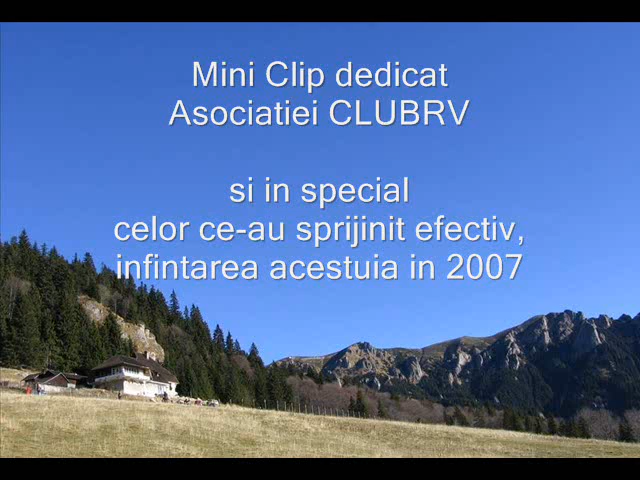 Mini Clip dedicat
Asociatiei CLUBRV
si in special
celor ce-au sprijinit efectiv,
infintarea acestuia in 2007